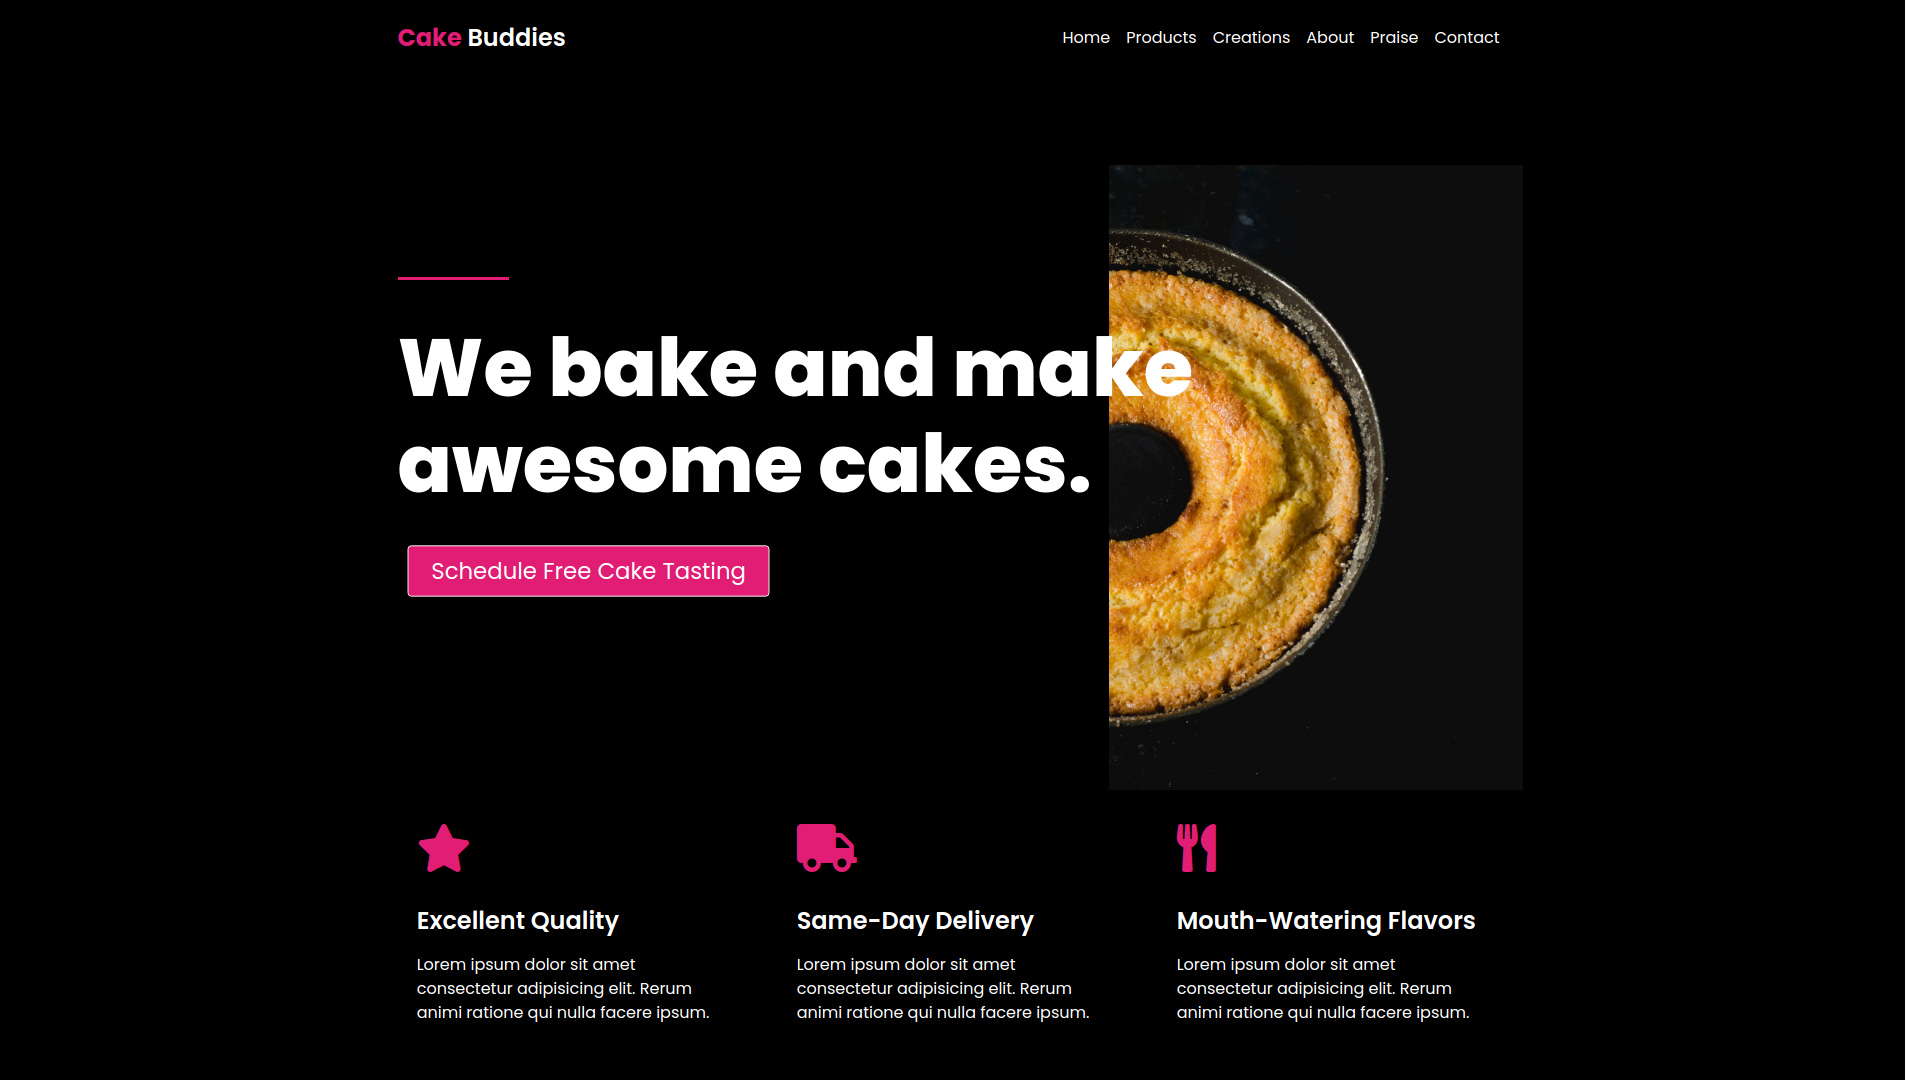 Cake Buddies
Home Products Creations About Praise Contact
We bake and make
awesome cakes.
Schedule Free Cake Tasting
Excellent Quality
Lorem ipsum dolor sit amet
consectetur adipisicing elit. Rerum
animi ratione qui nulla facere ipsum.
Same-Day Delivery
Lorem ipsum dolor sit amet
consectetur adipisicing elit. Rerum
animi ratione qui nulla facere ipsum.
Mouth-Watering Flavors
Lorem ipsum dolor sit amet
consectetur adipisicing elit. Rerum
animi ratione qui nulla facere ipsum.